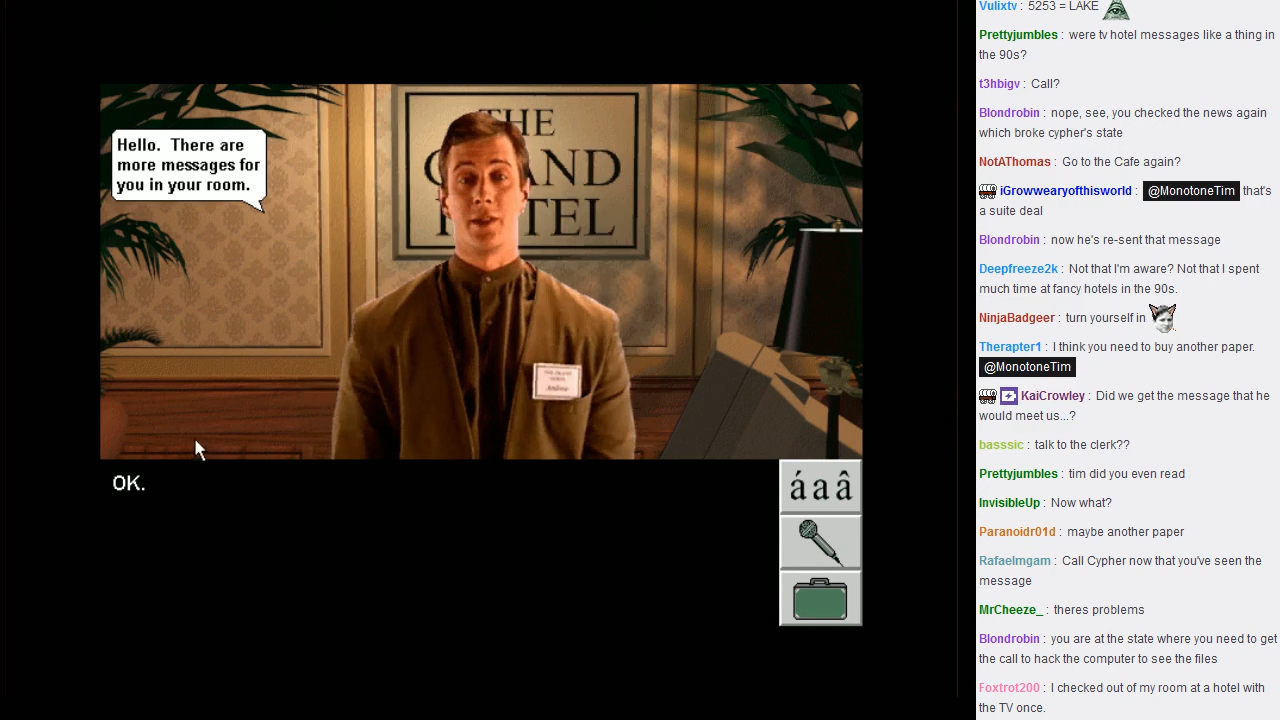 Hello. There are
more messages for
you in your room.
THE
GRAND
HOTEL
OK.
á a â
Vulixtv : 5253 = LAKE
Prettyjumbles : were tv hotel messages like a thing in
the 90s?
t3hbigv : Call?
Blondrobin : nope, see, you checked the news again
which broke cypher's state
NotAThomas : Go to the Cafe again?
iGrowwearyofthisworld : @MonotoneTim that's
a suite deal
Blondrobin : now he's re-sent that message
Deepfreeze2k : Not that I'm aware? Not that I spent
much time at fancy hotels in the 90s.
NinjaBadgeer : turn yourself in
Therapter1 : I think you need to buy another paper.
@MonotoneTim
KaiCrowley : Did we get the message that he
would meet us...?
basssic : talk to the clerk??
Prettyjumbles : tim did you even read
InvisibleUp : Now what?
Paranoidr01d : maybe another paper
Rafaelmgam : Call Cypher now that you've seen the
message
MrCheeze_ : theres problems
Blondrobin : you are at the state where you need to get
the call to hack the computer to see the files
Foxtrot200 : I checked out of my room at a hotel with
the TV once.